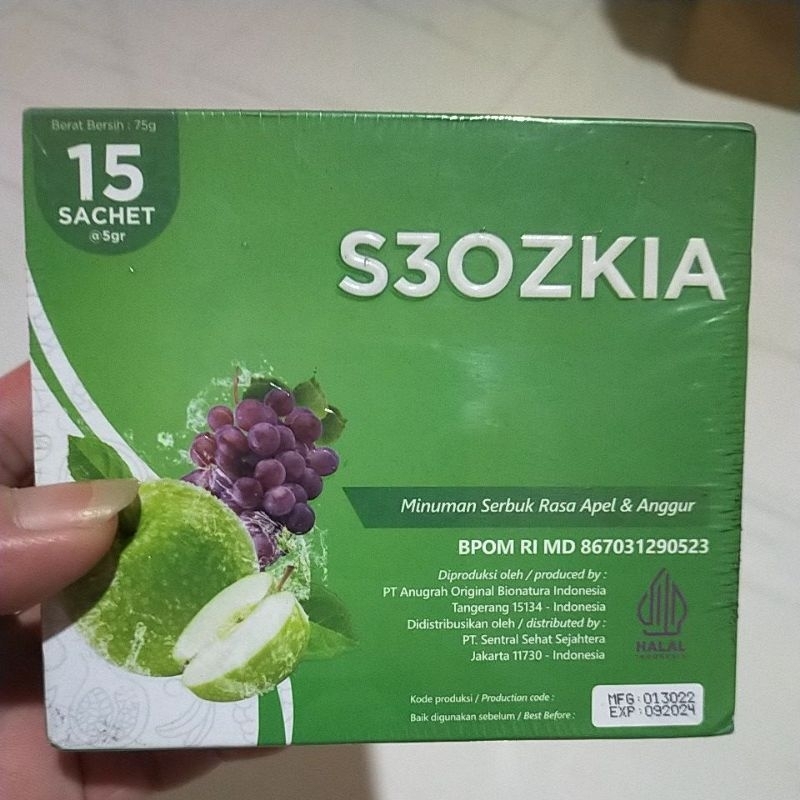 Berat Bersih : 75g
15
SACHET
@5gr
S3OZKIA
Minuman Serbuk Rasa Apel & Anggur
BPOM RI MD 867031290523
Diproduksi oleh / produced by :
PT Anugrah Original Bionatura Indonesia
Tangerang 15134 - Indonesia
Didistribusikan oleh / distributed by :
PT. Sentral Sehat Sejahtera
Jakarta 11730 - Indonesia
HALAL
INDONESIA
Kode produksi / Production code :
MFG:013022
Baik digunakan sebelum / Best Before :
EXP:092024